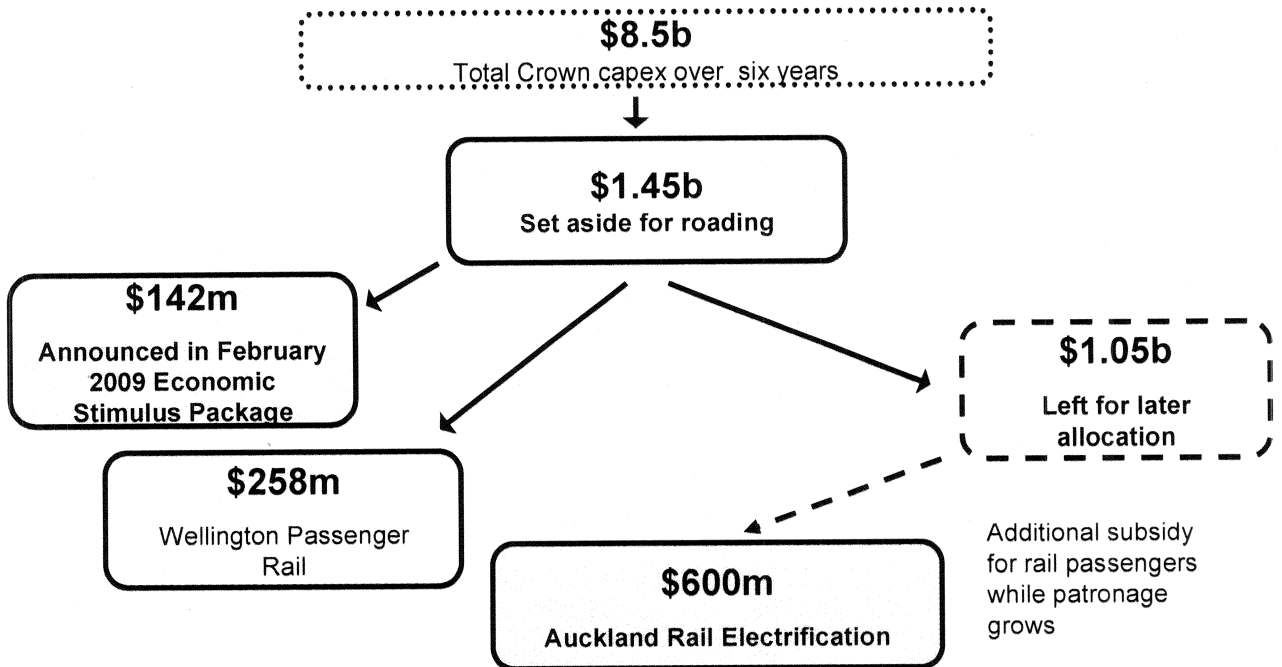 $8.5b
Total Crown capex over six years
$1.45b
Set aside for roading
$142m
Announced in February
2009 Economic
Stimulus Package
$1.05b
Left for later
allocation
$258m
Wellington Passenger
Rail
$600m
Auckland Rail Electrification
Additional subsidy
for rail passengers
while patronage
grows